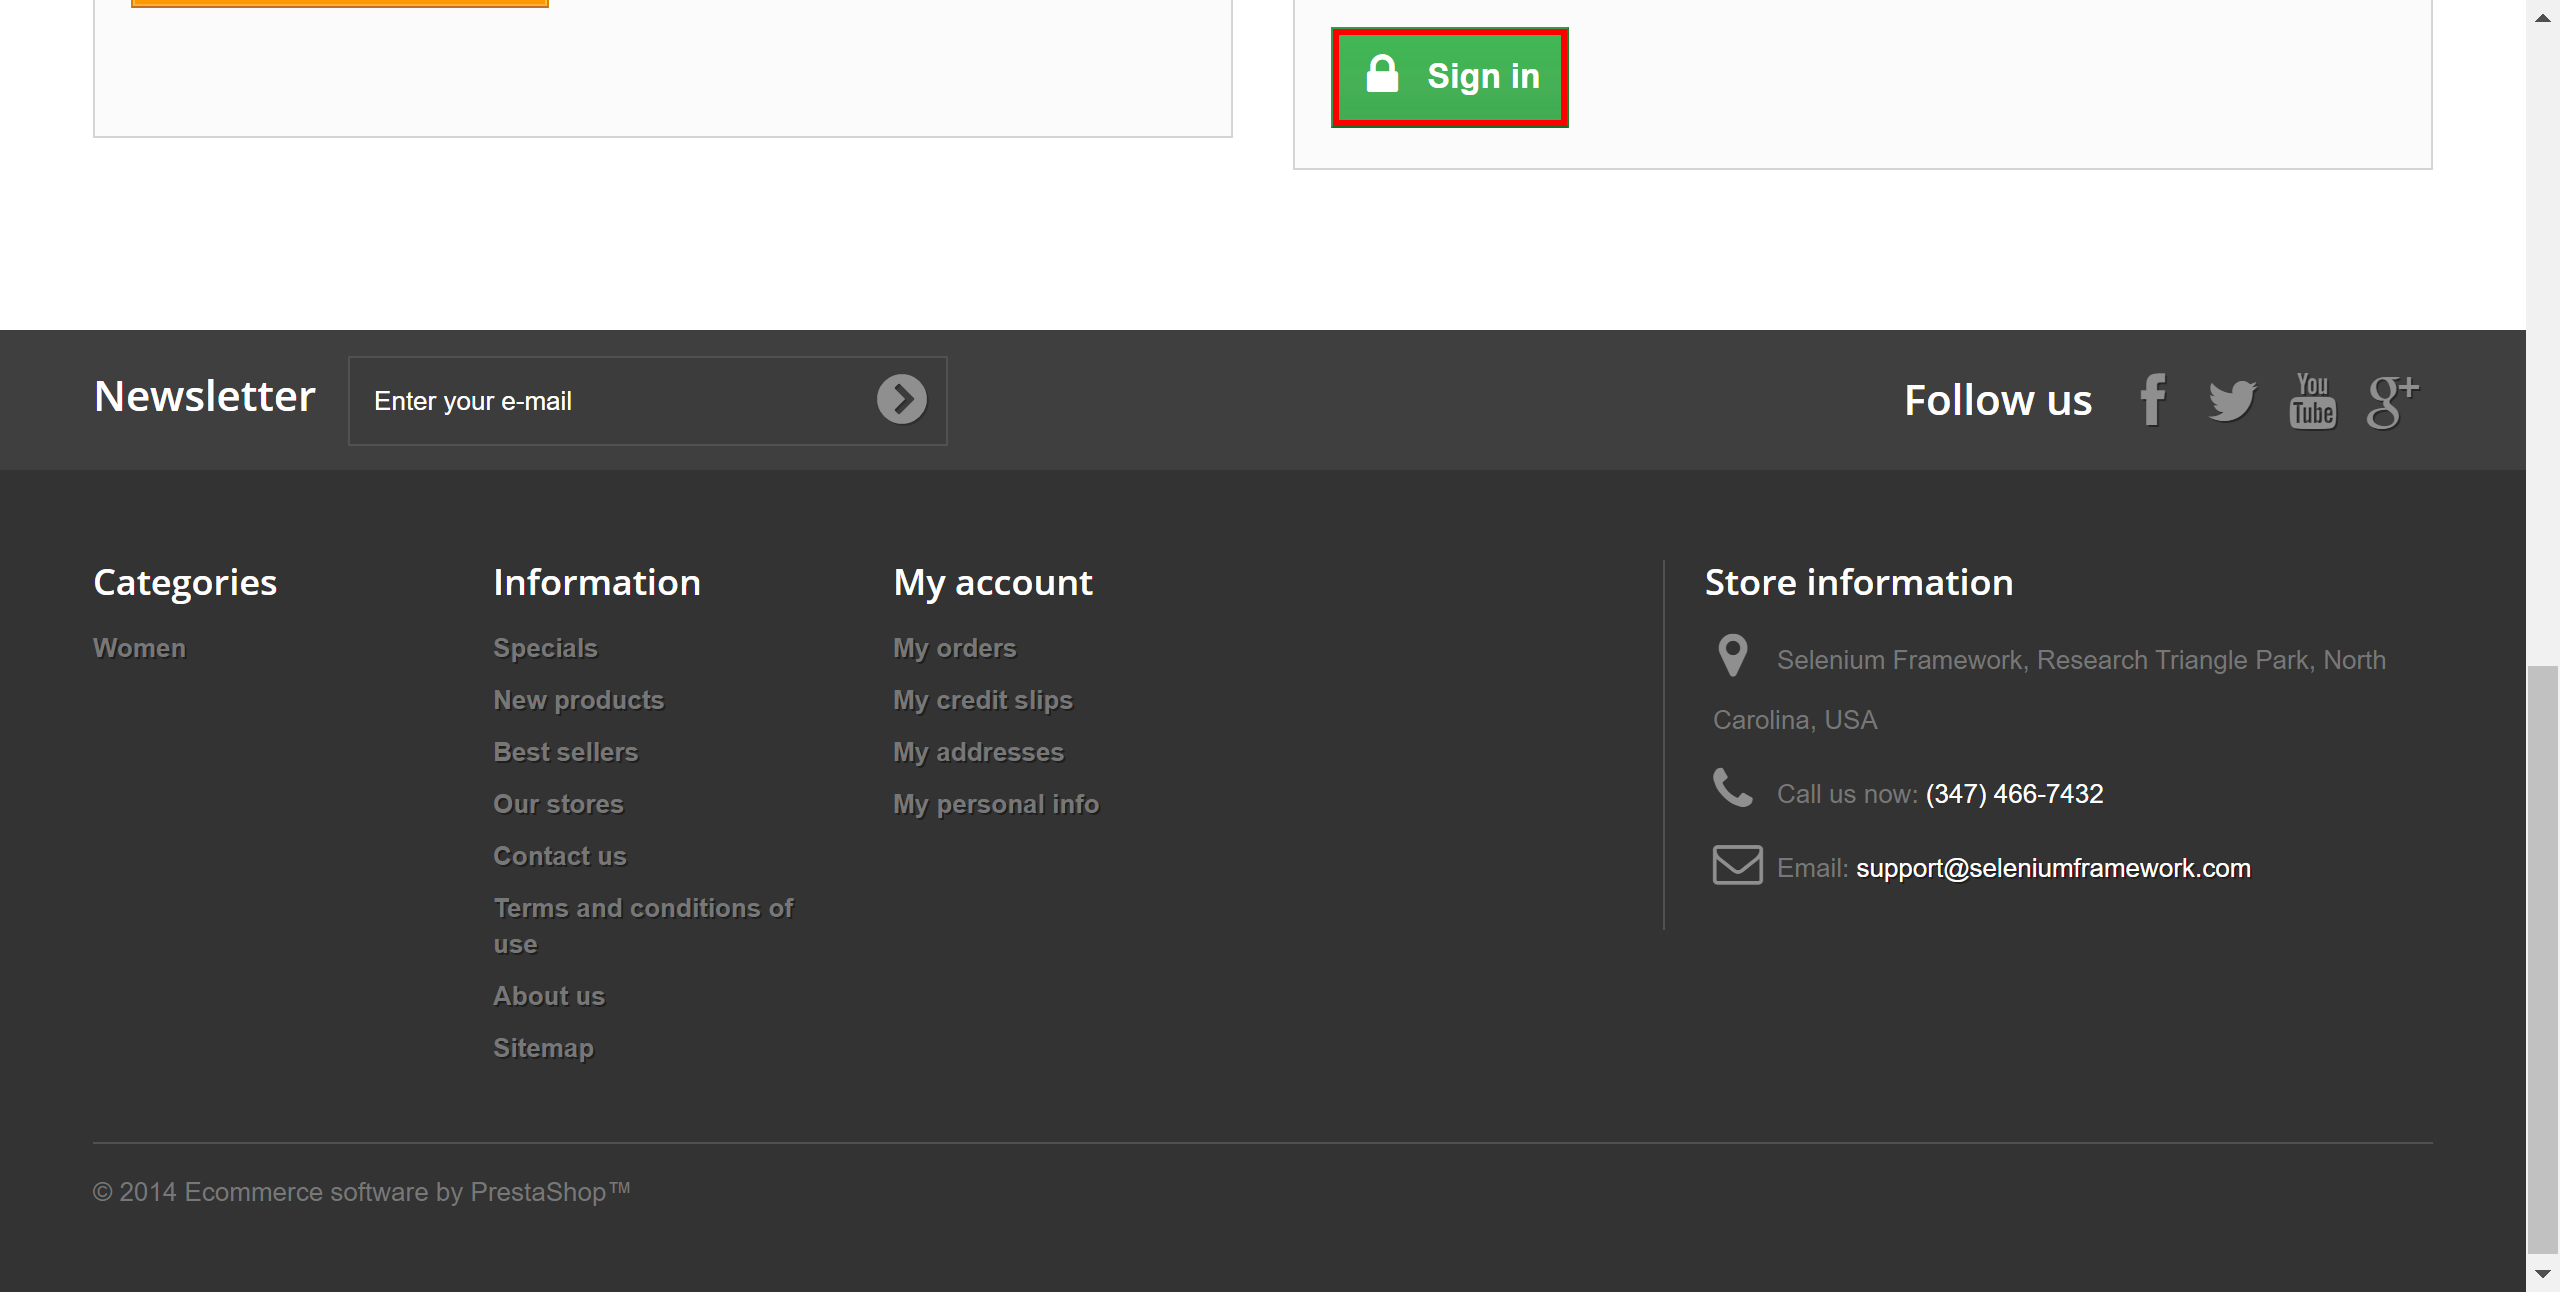 Sign in
Newsletter
Enter your e-mail
Follow us
You
Tube
g+
Categories
Women
Information
Specials
New products
Best sellers
Our stores
Contact us
Terms and conditions of
use
About us
Sitemap
My account
My orders
My credit slips
My addresses
My personal info
Store information
Selenium Framework, Research Triangle Park, North
Carolina, USA
Call us now: (347) 466-7432
Email: support@seleniumframework.com
© 2014 Ecommerce software by PrestaShop™